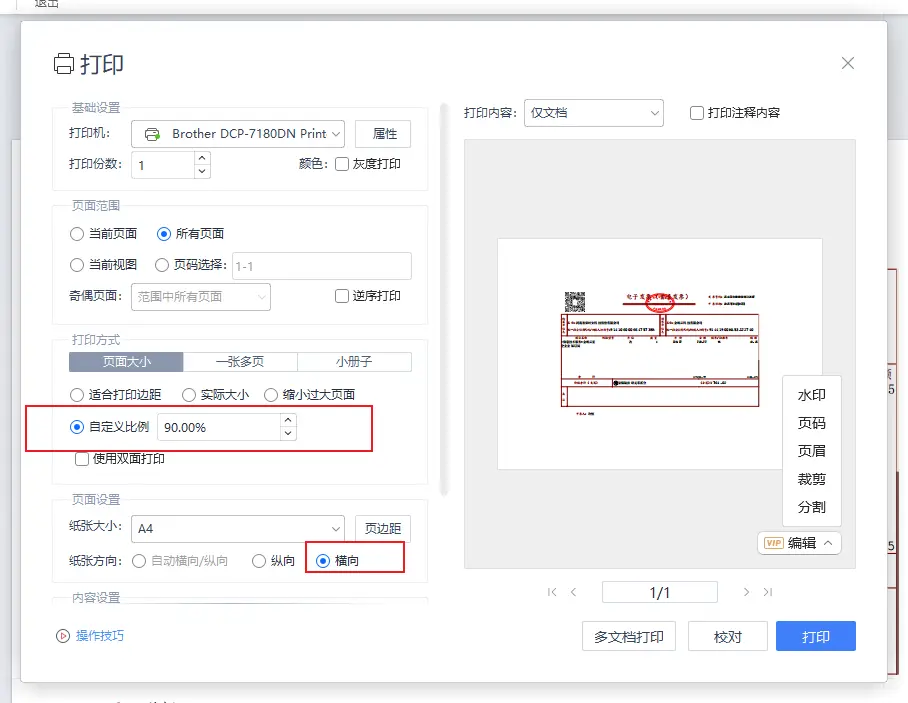 退出
打印
基础设置
打印机: Brother DCP-7180DN Print 属性
打印份数: 1 颜色: 灰度打印
页面范围
当前页面 所有页面
当前视图 页码选择: 1-1
奇偶页面: 范围中所有页面 逆序打印
打印方式
页面大小 一张多页 小册子
适合打印边距 实际大小 缩小过大页面
自定义比例 90.00%
使用双面打印
页面设置
纸张大小: A4 页边距
纸张方向: 自动横向/纵向 纵向 横向
内容设置
操作技巧
打印内容: 仅文档 打印注释内容
水印
页码
页眉
裁剪
分割
VIP 编辑
1/1
多文档打印 校对 打印
5
5